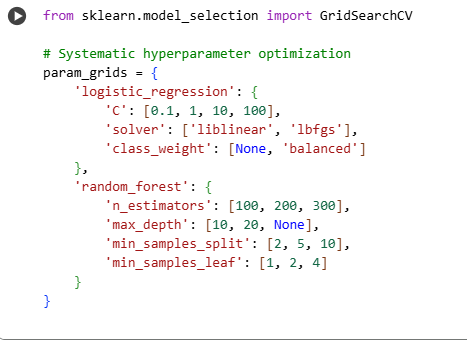 from sklearn.model_selection import GridSearchCV
# Systematic hyperparameter optimization
param_grids = {
    'logistic_regression': {
        'C': [0.1, 1, 10, 100],
        'solver': ['liblinear', 'lbfgs'],
        'class_weight': [None, 'balanced']
    },
    'random_forest': {
        'n_estimators': [100, 200, 300],
        'max_depth': [10, 20, None],
        'min_samples_split': [2, 5, 10],
        'min_samples_leaf': [1, 2, 4]
    }
}